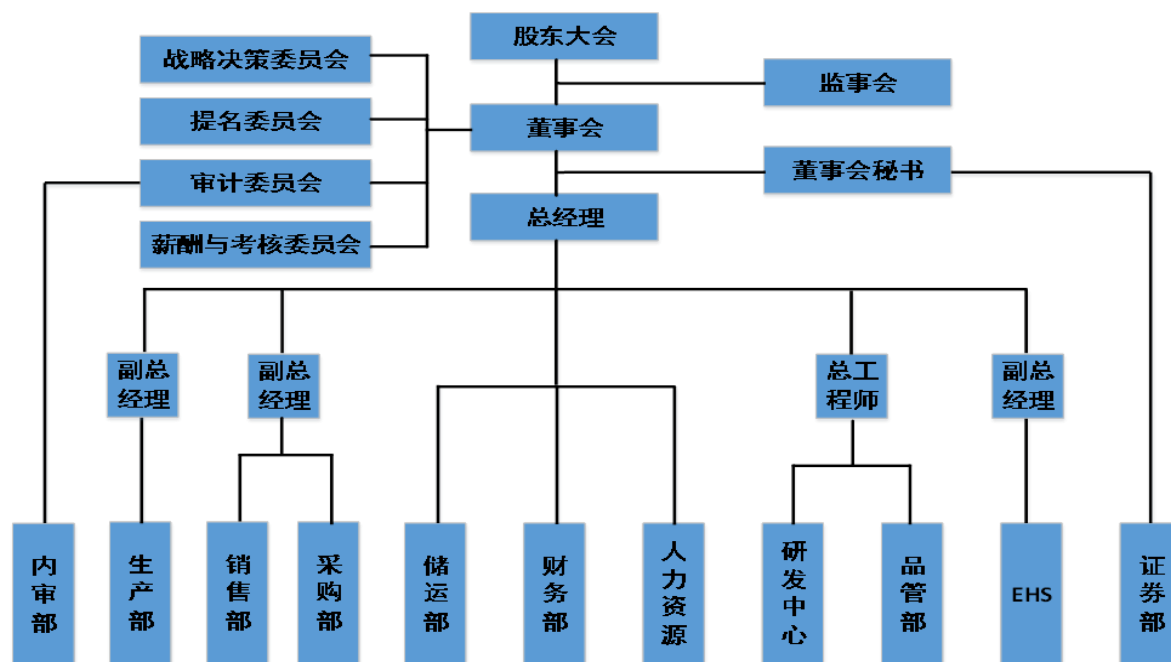 股东大会
战略决策委员会
监事会
提名委员会
董事会
审计委员会
董事会秘书
总经理
薪酬与考核委员会
副总
经理
副总
经理
总工
程师
副总
经理
内审部
生产部
销售部
采购部
储运部
财务部
人力资源
研发中心
品管部
EHS
证券部